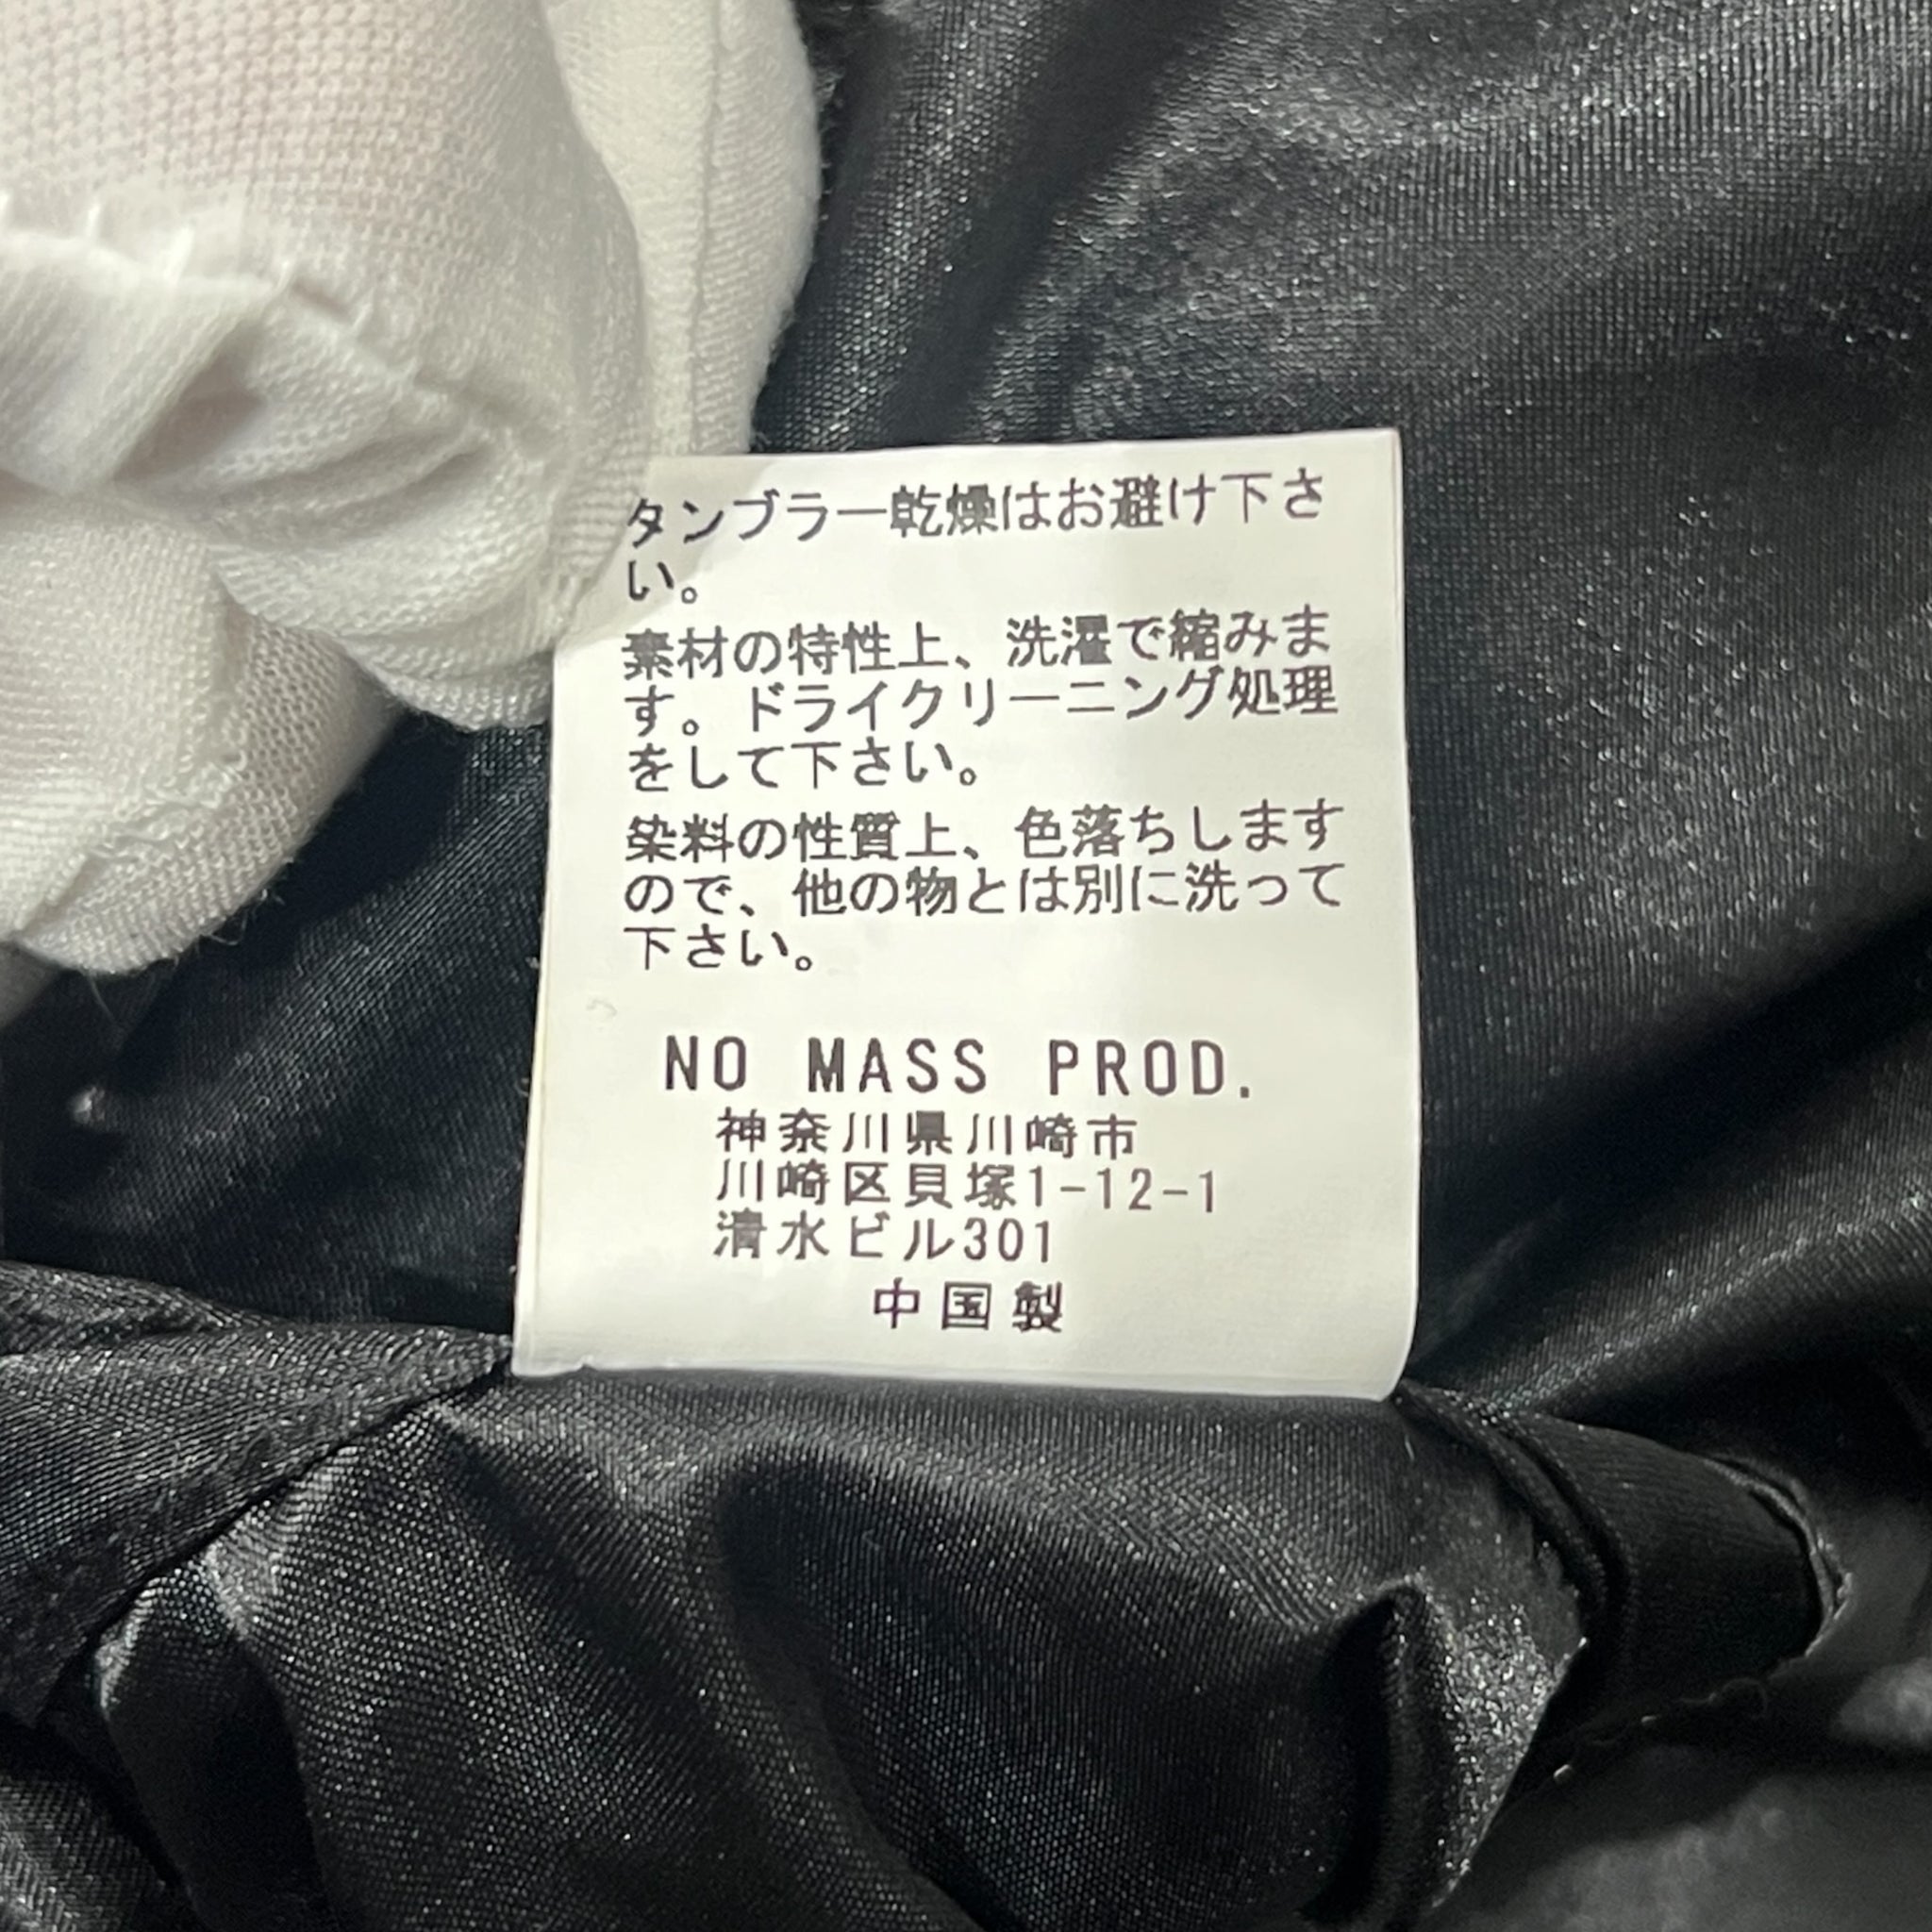 タンブラー乾燥はお避け下さ
い。
素材の特性上、洗濯で縮みま
す。ドライクリーニング処理
をして下さい。
染料の性質上、色落ちします
ので、他の物とは別に洗って
下さい。
NO MASS PROD.
神奈川県川崎市
川崎区貝塚1-12-1
清水ビル301
中国製